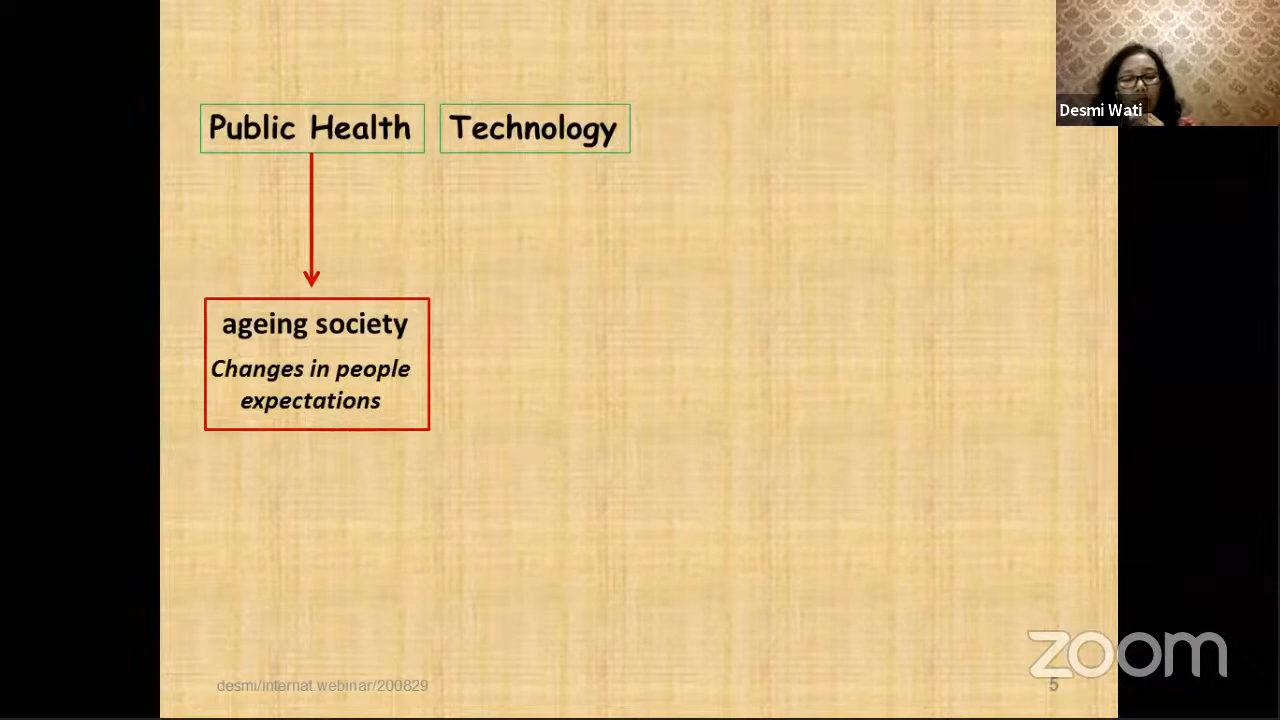 Desmi Wati
Public Health
Technology
ageing society
Changes in people
expectations
desmi/internat.webinar/200829
5
zoom